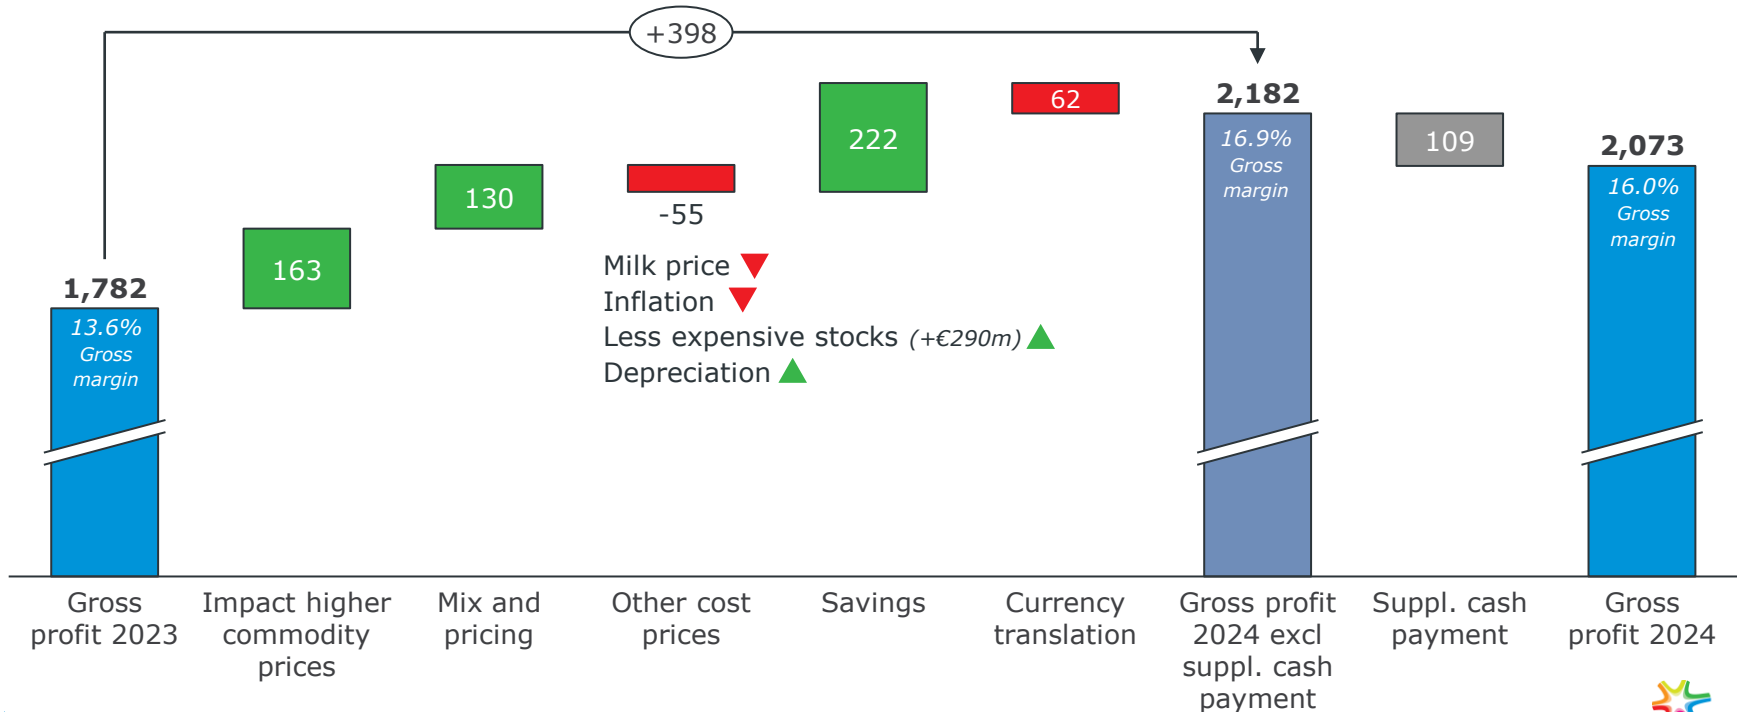 +398
1,782
13.6%
Gross
margin
163
130
-55
Milk price
Inflation
Less expensive stocks (+€290m)
Depreciation
222
62
2,182
16.9%
Gross
margin
109
2,073
16.0%
Gross
margin
Gross
profit 2023
Impact higher
commodity
prices
Mix and
pricing
Other cost
prices
Savings
Currency
translation
Gross profit
2024 excl
suppl. cash
payment
Suppl. cash
payment
Gross
profit 2024